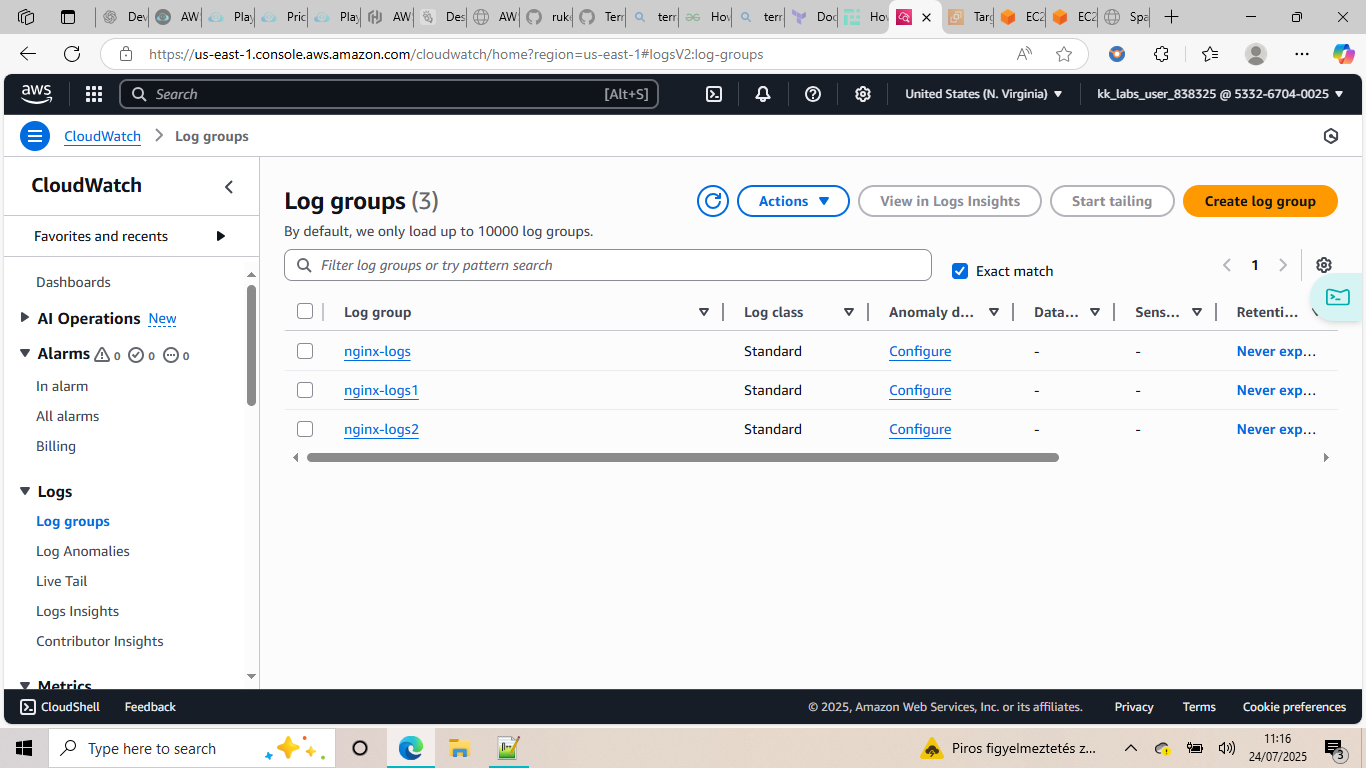 Dev
AW
Play
Pric
Play
AW
Des
AW
ruk
Terr
terr
Hov
terr
Doc
Hov
Targ
EC2
EC2
Spa
https://us-east-1.console.aws.amazon.com/cloudwatch/home?region=us-east-1#logsV2:log-groups
aws
Search
[Alt+S]
United States (N. Virginia)
kk_labs_user_838325 @ 5332-6704-0025
CloudWatch
Log groups
CloudWatch
Favorites and recents
Dashboards
AI Operations New
Alarms 0 0 0
In alarm
All alarms
Billing
Logs
Log groups
Log Anomalies
Live Tail
Logs Insights
Contributor Insights
Metrics
Log groups (3)
Actions
View in Logs Insights
Start tailing
Create log group
By default, we only load up to 10000 log groups.
Filter log groups or try pattern search
Exact match
1
Log group Log class Anomaly d... Data... Sens... Retenti...
nginx-logs Standard Configure - - Never exp...
nginx-logs1 Standard Configure - - Never exp...
nginx-logs2 Standard Configure - - Never exp...
CloudShell
Feedback
© 2025, Amazon Web Services, Inc. or its affiliates.
Privacy
Terms
Cookie preferences
Type here to search
Piros figyelmeztetés z...
11:16
24/07/2025
3